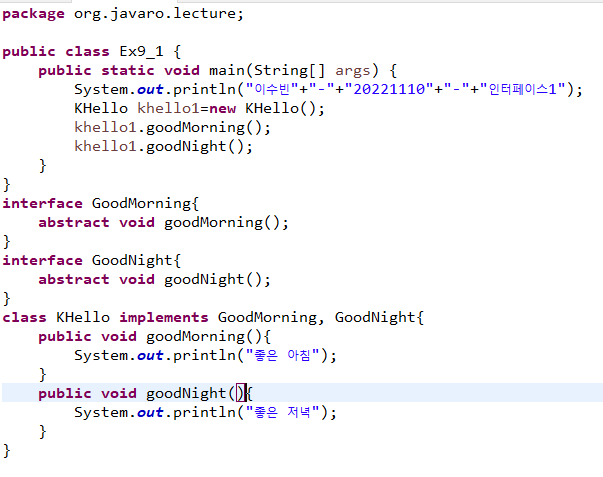 package org.javaro.lecture;

public class Ex9_1 {
    public static void main(String[] args) {
        System.out.println("이수빈"+"-"+"20221110"+"-"+"인터페이스1");
        KHello khello1=new KHello();
        khello1.goodMorning();
        khello1.goodNight();
    }
}
interface GoodMorning{
    abstract void goodMorning();
}
interface GoodNight{
    abstract void goodNight();
}
class KHello implements GoodMorning, GoodNight{
    public void goodMorning(){
        System.out.println("좋은 아침");
    }
    public void goodNight(){
        System.out.println("좋은 저녁");
    }
}